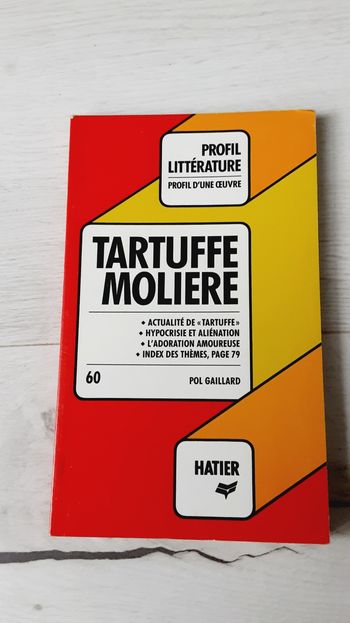 PROFIL
LITTÉRATURE
PROFIL D'UNE ŒUVRE
TARTUFFE
MOLIERE
♦ ACTUALITÉ DE « TARTUFFE »
♦ HYPOCRISIE ET ALIÉNATION
♦ L'ADORATION AMOUREUSE
♦ INDEX DES THÈMES, PAGE 79
60 POL GAILLARD
HATIER